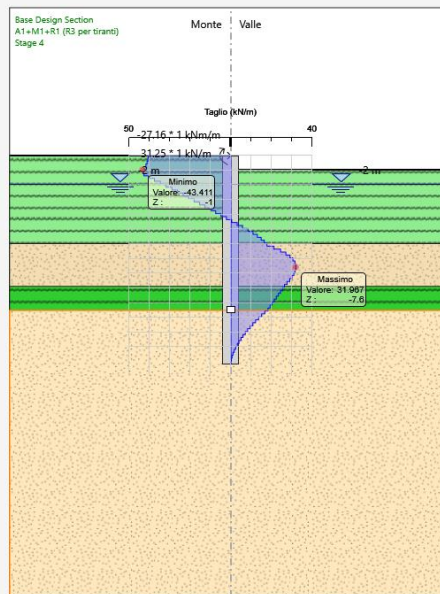 Base Design Section
A1+M1+R1 (R3 per tiranti)
Stage 4
Monte Valle
Taglio (kN/m)
50 40
-27.16 * 1 kNm/m
31.25 * 1 kN/m
-2 m -2 m
Minimo
Valore: -43.411
Z : -1
Massimo
Valore: 31.967
Z : -7.6